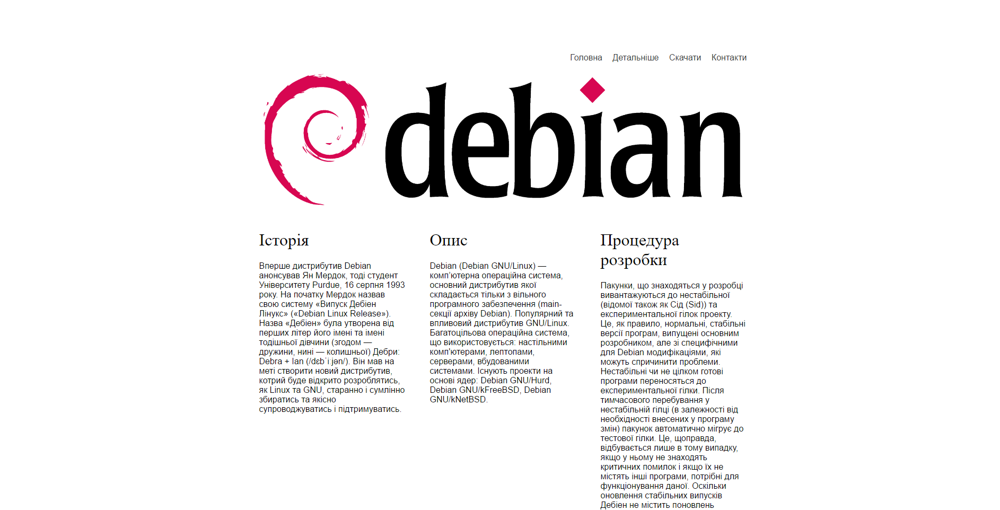 Головна Детальніше Скачати Контакти
debian
Історія
Вперше дистрибутив Debian
анонсував Ян Мердок, тоді студент
Університету Purdue, 16 серпня 1993
року. На початку Мердок назвав
свою систему «Випуск Дебіен
Лінукс» («Debian Linux Release»).
Назва «Дебіен» була утворена від
перших літер його імені та імені
тодішньої дівчини (згодом —
дружини, нині — колишньої) Дебри:
Debra + Ian (/dɛbˈiːjən/). Він мав на
меті створити новий дистрибутив,
котрий буде відкрито розроблятись,
як Linux та GNU, старанно і сумлінно
збиратись та якісно
супроводжуватись і підтримуватись.
Опис
Debian (Debian GNU/Linux) —
комп’ютерна операційна система,
основний дистрибутив якої
складається тільки з вільного
програмного забезпечення (main-
секції архіву Debian). Популярний та
впливовий дистрибутив GNU/Linux.
Багатоцільова операційна система,
що використовується: настільними
комп'ютерами, лептопами,
серверами, вбудованими
системами. Існують проекти на
основі ядер: Debian GNU/Hurd,
Debian GNU/kFreeBSD, Debian
GNU/kNetBSD.
Процедура
розробки
Пакунки, що знаходяться у розробці
вивантажуються до нестабільної
(відомої також як Сід (Sid)) та
експериментальної гілок проекту.
Це, як правило, нормальні, стабільні
версії програм, випущені основним
розробником, але зі специфічними
для Debian модифікаціями, які
можуть спричинити проблеми.
Нестабільні чи не цілком готові
програми переносяться до
експериментальної гілки. Після
тимчасового перебування у
нестабільній гілці (в залежності від
необхідності внесених у програму
змін) пакунок автоматично мігрує до
тестової гілки. Це, щоправда,
відбувається лише в тому випадку,
якщо у ньому не знаходять
критичних помилок і якщо їх не
містять інші програми, потрібні для
функціонування даної. Оскільки
оновлення стабільних випусків
Дебіен не містить поновлень